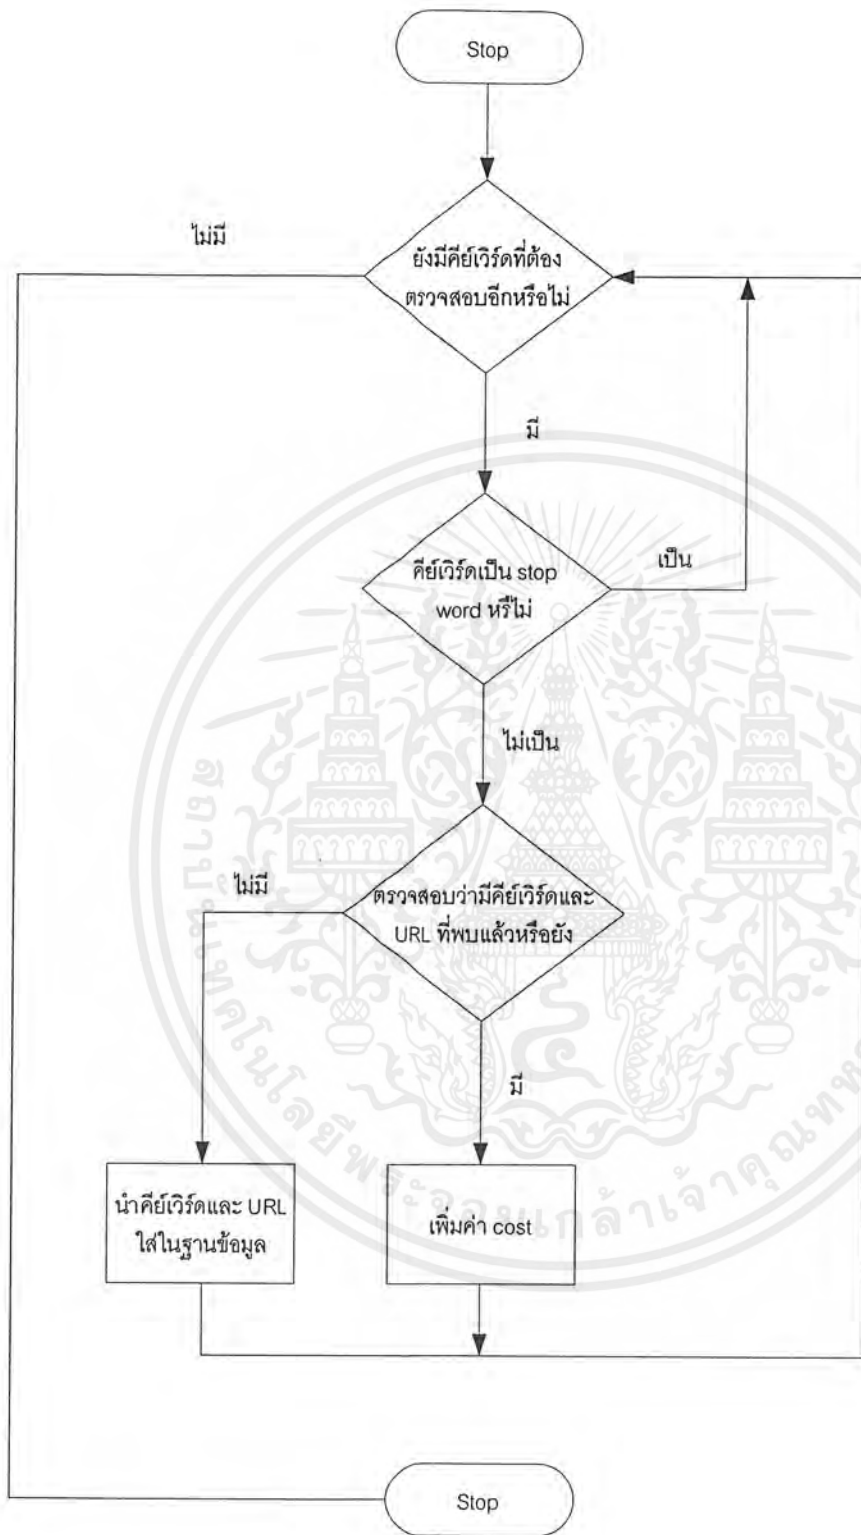 Stop
ไม่มี
ยังมีคีย์เวิร์ดที่ต้อง
ตรวจสอบอีกหรือไม่
มี
คีย์เวิร์ดเป็น stop
word หรืไม่
เป็น
ไม่เป็น
ไม่มี
ตรวจสอบว่ามีคีย์เวิร์ดและ
URL ที่พบแล้วหรือยัง
มี
นำคีย์เวิร์ดและ URL
ใส่ในฐานข้อมูล
เพิ่มค่า cost
Stop